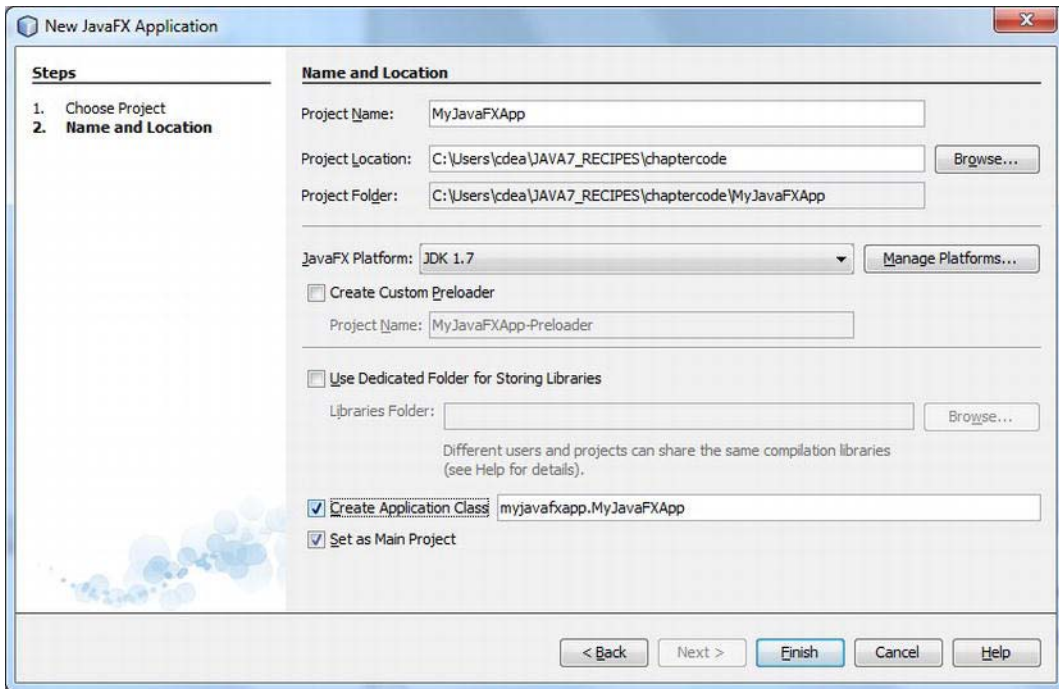 New JavaFX Application
Steps
1. Choose Project
2. Name and Location
Name and Location
Project Name: MyJavaFXApp
Project Location: C:\Users\cdea\JAVA7_RECIPES\chaptercode Browse...
Project Folder: C:\Users\cdea\JAVA7_RECIPES\chaptercode\MyJavaFXApp
JavaFX Platform: JDK 1.7 Manage Platforms...
Create Custom Preloader
Project Name: MyJavaFXApp-Preloader
Use Dedicated Folder for Storing Libraries
Libraries Folder: Browse...
Different users and projects can share the same compilation libraries
(see Help for details).
Create Application Class myjavafxapp.MyJavaFXApp
Set as Main Project
< Back Next > Finish Cancel Help